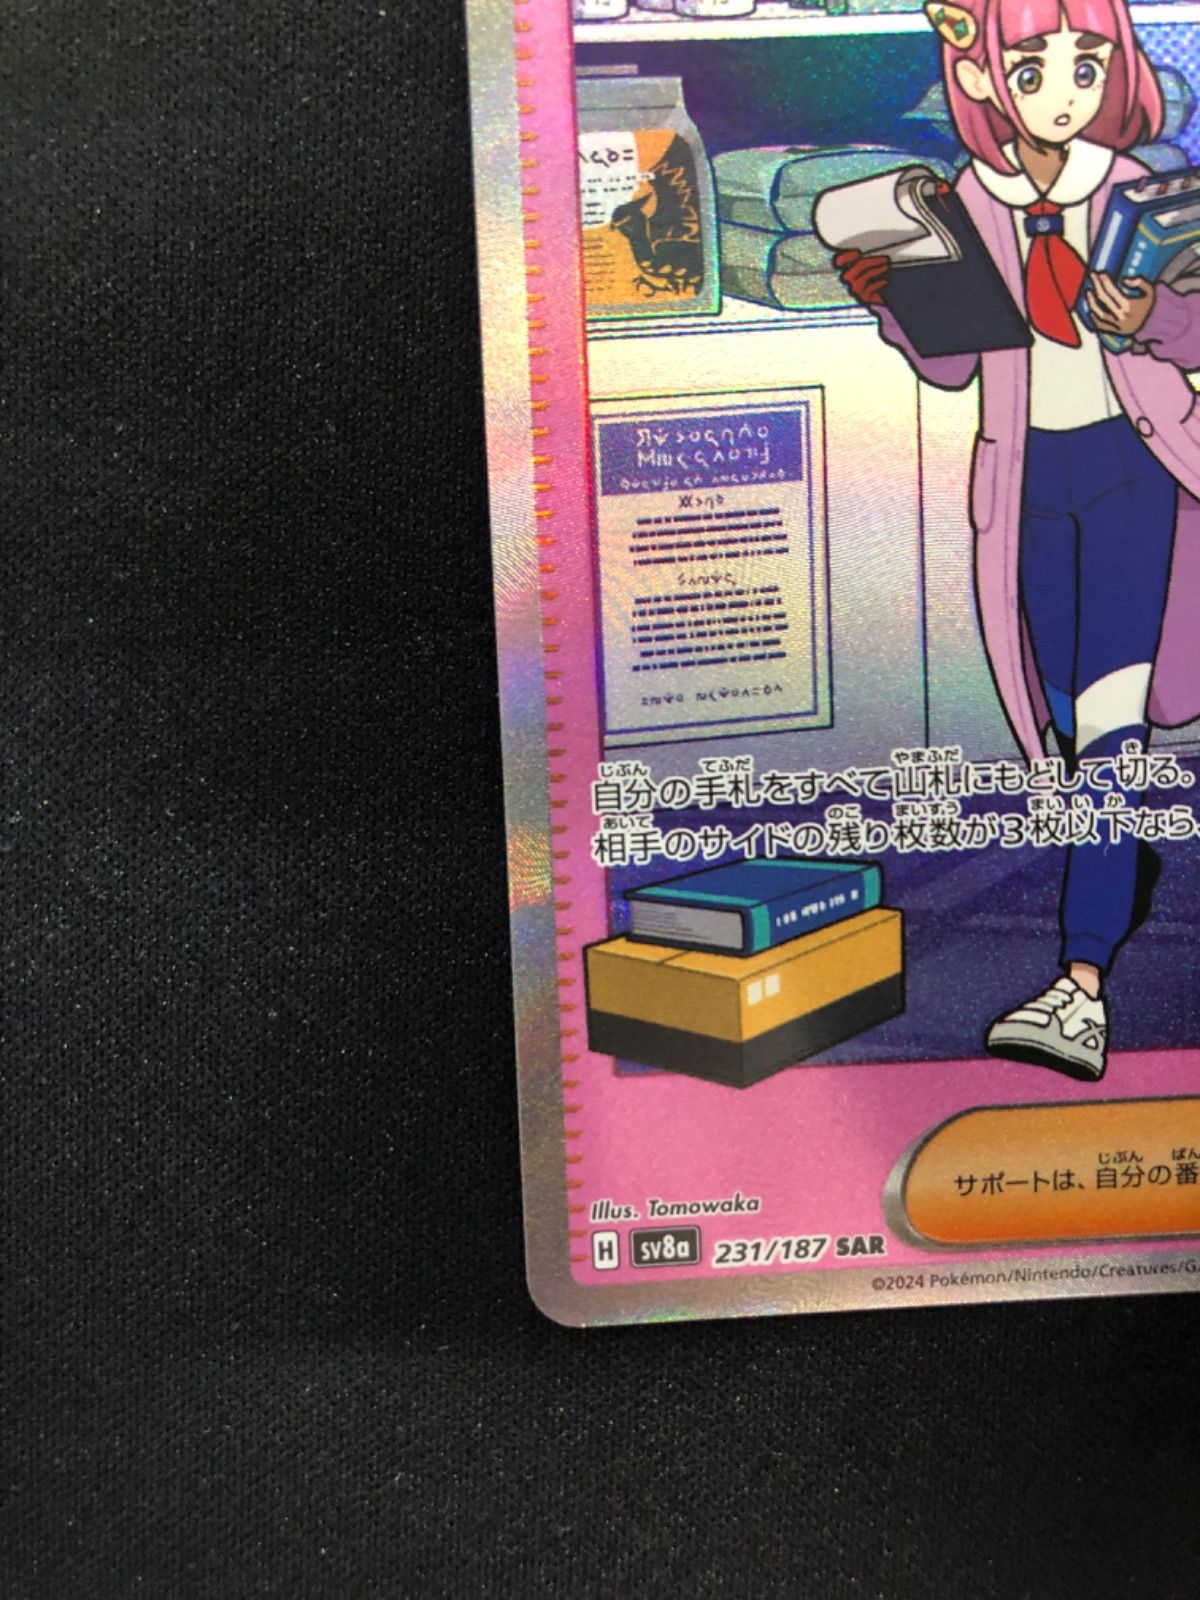 自分の手札をすべて山札にもどして切る。
相手のサイドの残り枚数が3枚以下なら
サポートは、自分の番
Illus. Tomowaka
H sv8a 231/187 SAR
©2024 Pokémon/Nintendo/Creatures/GA